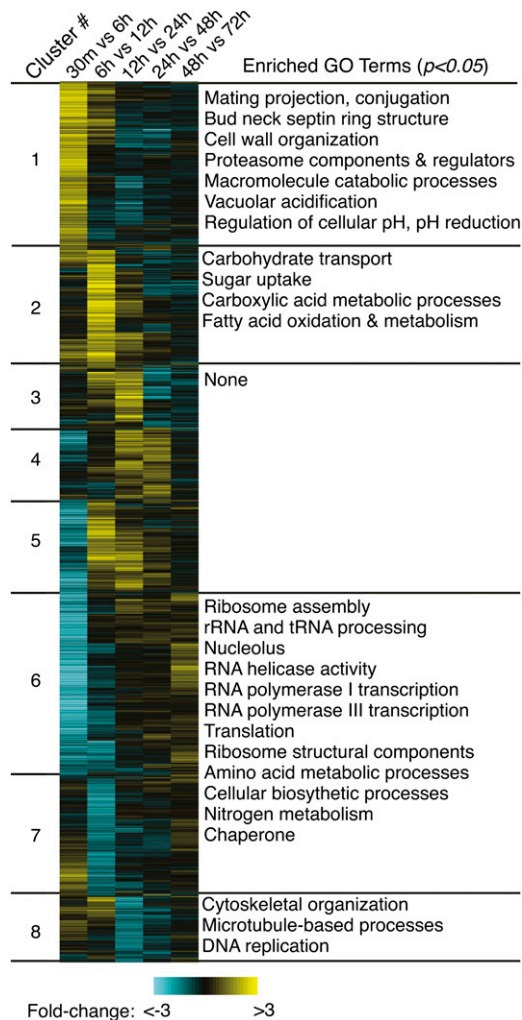 Cluster #
30m vs 6h
6h vs 12h
12h vs 24h
24h vs 48h
48h vs 72h
Enriched GO Terms (p<0.05)
1
Mating projection, conjugation
Bud neck septin ring structure
Cell wall organization
Proteasome components & regulators
Macromolecule catabolic processes
Vacuolar acidification
Regulation of cellular pH, pH reduction
2
Carbohydrate transport
Sugar uptake
Carboxylic acid metabolic processes
Fatty acid oxidation & metabolism
3
None
4
5
6
Ribosome assembly
rRNA and tRNA processing
Nucleolus
RNA helicase activity
RNA polymerase I transcription
RNA polymerase III transcription
Translation
Ribosome structural components
Amino acid metabolic processes
7
Cellular biosythetic processes
Nitrogen metabolism
Chaperone
8
Cytoskeletal organization
Microtubule-based processes
DNA replication
Fold-change: <-3 >3